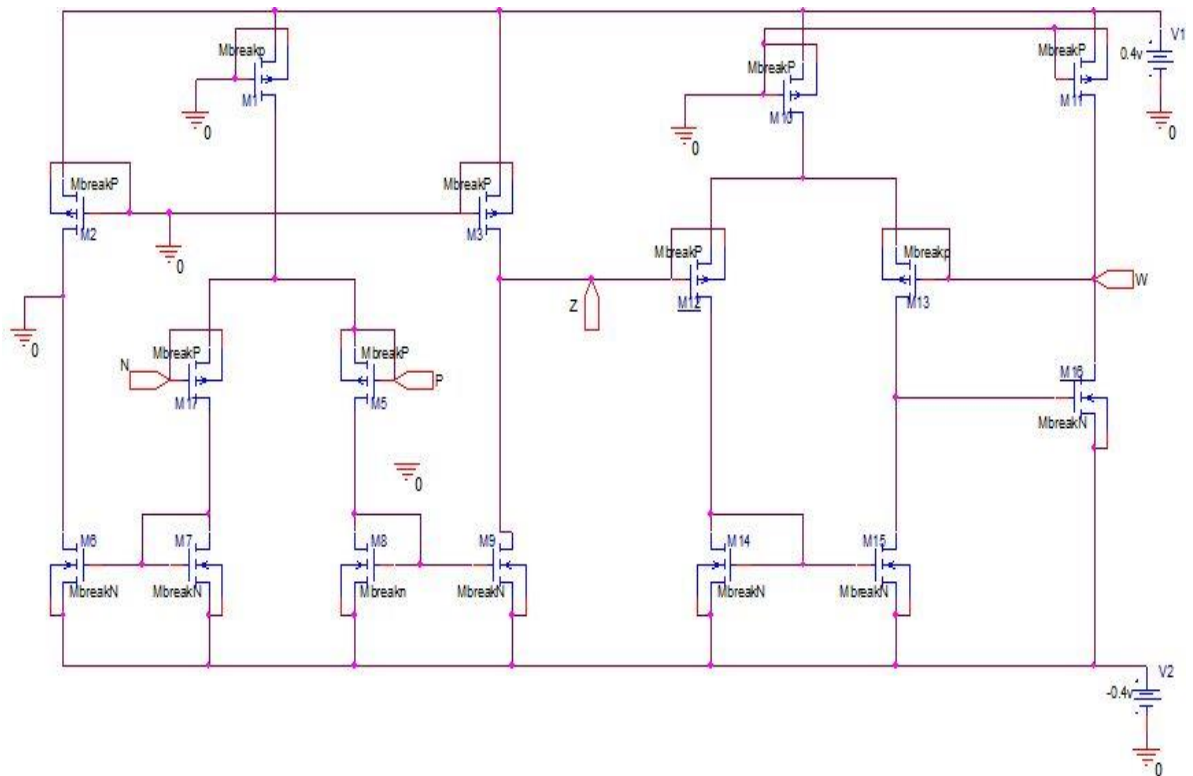 V1
0.4v
0
Mbreakp
M1
0
MbreakP
M10
0
MbreakP
M11
MbreakP
M2
0
MbreakP
M3
0
Z
MbreakP
M12
Mbreakp
M13
W
N
MbreakP
M17
MbreakP
M5
P
0
M16
MbreakN
M6
MbreakN
M7
MbreakN
M8
Mbreakn
M9
MbreakN
M14
MbreakN
M15
MbreakN
V2
-0.4v
0